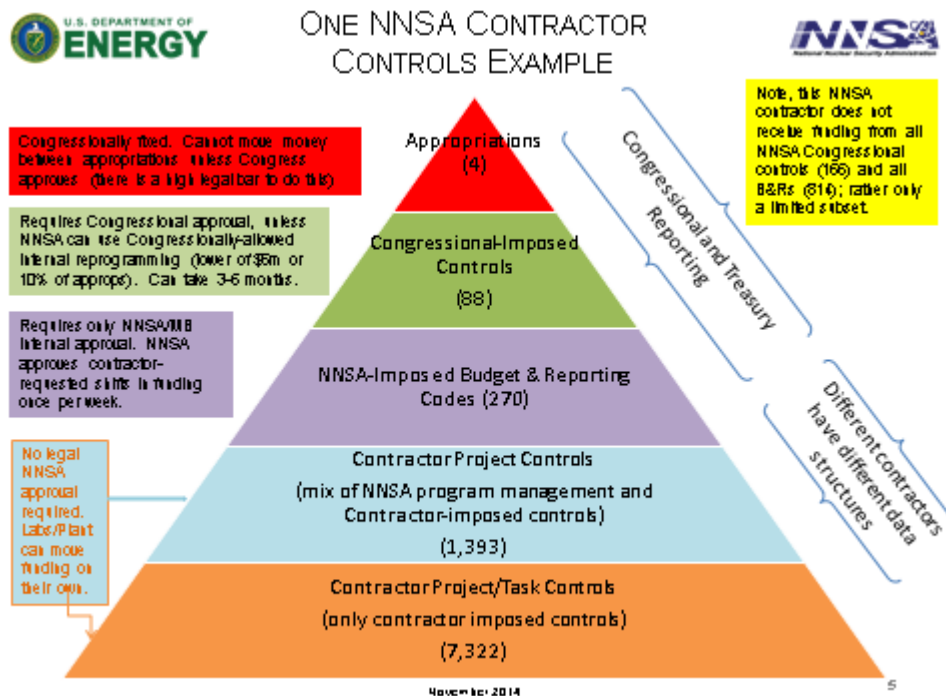 U.S. DEPARTMENT OF
ENERGY
ONE NNSA CONTRACTOR
CONTROLS EXAMPLE
NNSA
National Nuclear Security Administration
Note, this NNSA
contractor does not
receive funding from all
NNSA Congressional
controls (166) and all
B&Rs (814); rather only
a limited subset.
Congressionally fixed. Cannot move money
between appropriations unless Congress
approves (there is a high legal bar to do this)
Requires Congressional approval, unless
NNSA can use Congressionally-allowed
internal reprogramming (lower of $5m or
10% of approps). Can take 3-6 months.
Requires only NNSA/MB
internal approval. NNSA
approves contractor-
requested shifts in funding
once per week.
No legal
NNSA
approval
required.
Labs/Plant
can move
funding on
their own.
Appropriations
(4)
Congressional-Imposed
Controls
(88)
NNSA-Imposed Budget & Reporting
Codes (270)
Contractor Project Controls
(mix of NNSA program management and
Contractor-imposed controls)
(1,393)
Contractor Project/Task Controls
(only contractor imposed controls)
(7,322)
Congressional and Treasury
Reporting
Different contractors
have different data
structures
November 2014
5